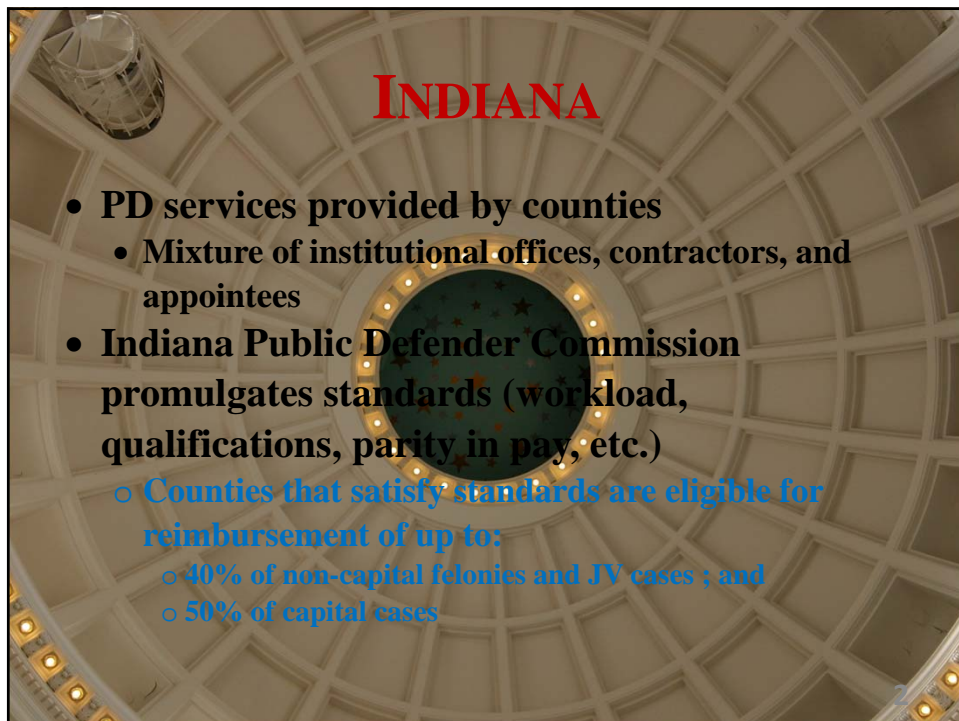 INDIANA
• PD services provided by counties
• Mixture of institutional offices, contractors, and
appointees
• Indiana Public Defender Commission
promulgates standards (workload,
qualifications, parity in pay, etc.)
o Counties that satisfy standards are eligible for
reimbursement of up to:
o 40% of non-capital felonies and JV cases ; and
o 50% of capital cases
2